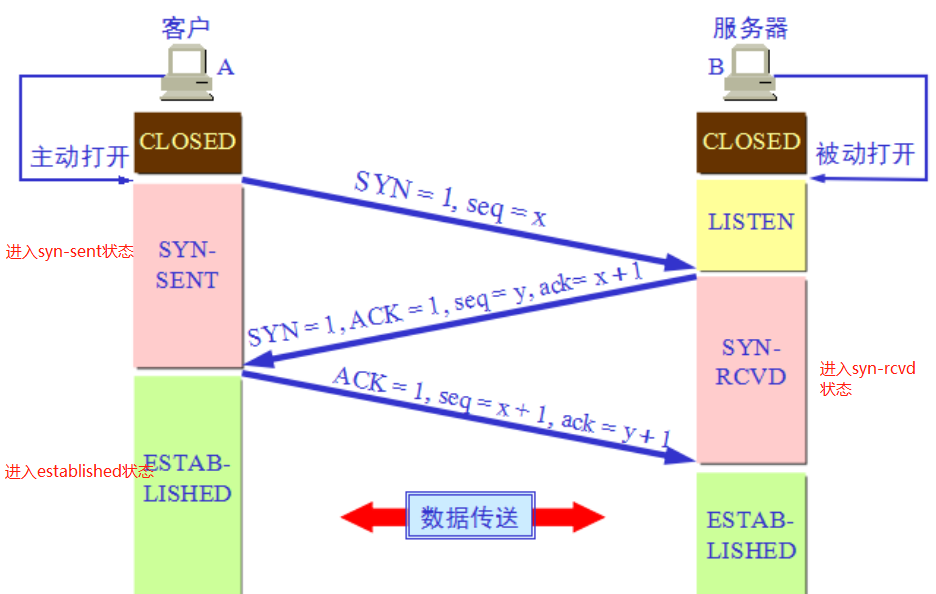 客户
服务器
A
B
CLOSED
CLOSED
主动打开
被动打开
SYN = 1, seq = x
LISTEN
进入syn-sent状态
SYN-
SENT
SYN = 1, ACK = 1, seq = y, ack= x + 1
SYN-
RCVD
进入syn-rcvd
状态
ACK = 1, seq = x + 1, ack = y + 1
进入established状态
ESTAB-
LISHED
数据传送
ESTAB-
LISHED